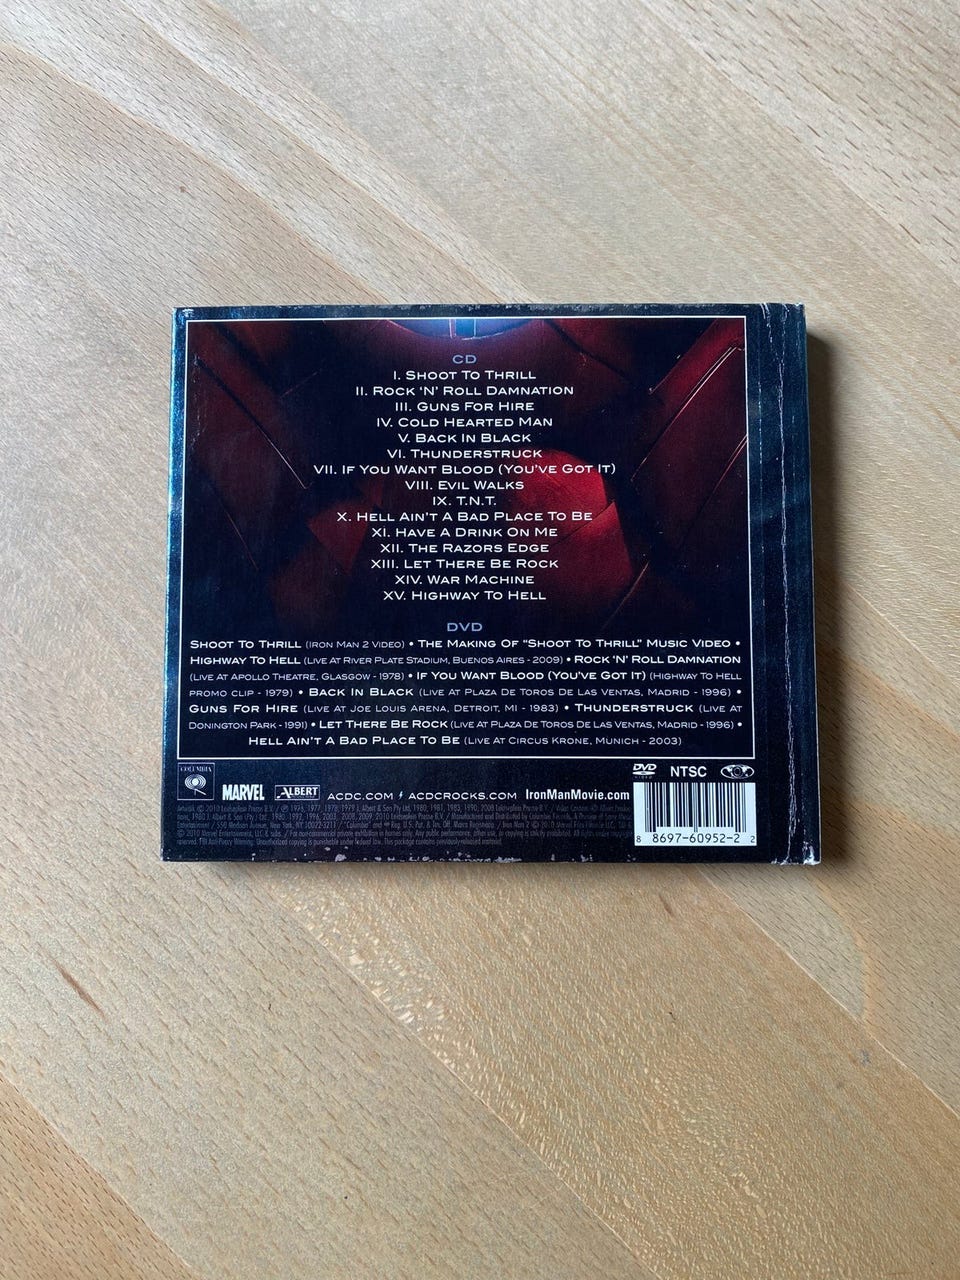 CD
I. SHOOT TO THRILL
II. ROCK 'N' ROLL DAMNATION
III. GUNS FOR HIRE
IV. COLD HEARTED MAN
V. BACK IN BLACK
VI. THUNDERSTRUCK
VII. IF YOU WANT BLOOD (YOU'VE GOT IT)
VIII. EVIL WALKS
IX. T.N.T.
X. HELL AIN'T A BAD PLACE TO BE
XI. HAVE A DRINK ON ME
XII. THE RAZORS EDGE
XIII. LET THERE BE ROCK
XIV. WAR MACHINE
XV. HIGHWAY TO HELL
DVD
SHOOT TO THRILL (IRON MAN 2 VIDEO) • THE MAKING OF "SHOOT TO THRILL" MUSIC VIDEO •
HIGHWAY TO HELL (LIVE AT RIVER PLATE STADIUM, BUENOS AIRES - 2009) • ROCK 'N' ROLL DAMNATION
(LIVE AT APOLLO THEATRE, GLASGOW - 1978) • IF YOU WANT BLOOD (YOU'VE GOT IT) (HIGHWAY TO HELL
PROMO CLIP - 1979) • BACK IN BLACK (LIVE AT PLAZA DE TOROS DE LAS VENTAS, MADRID - 1996) •
GUNS FOR HIRE (LIVE AT JOE LOUIS ARENA, DETROIT, MI - 1983) • THUNDERSTRUCK (LIVE AT
DONINGTON PARK - 1991) • LET THERE BE ROCK (LIVE AT PLAZA DE TOROS DE LAS VENTAS, MADRID - 1996) •
HELL AIN'T A BAD PLACE TO BE (LIVE AT CIRCUS KRONE, MUNICH - 2003)
COLUMBIA
MARVEL ALBERT ACDC.COM ACDCROCKS.COM IronManMovie.com
DVD VIDEO NTSC
8 8697-60952-2 2